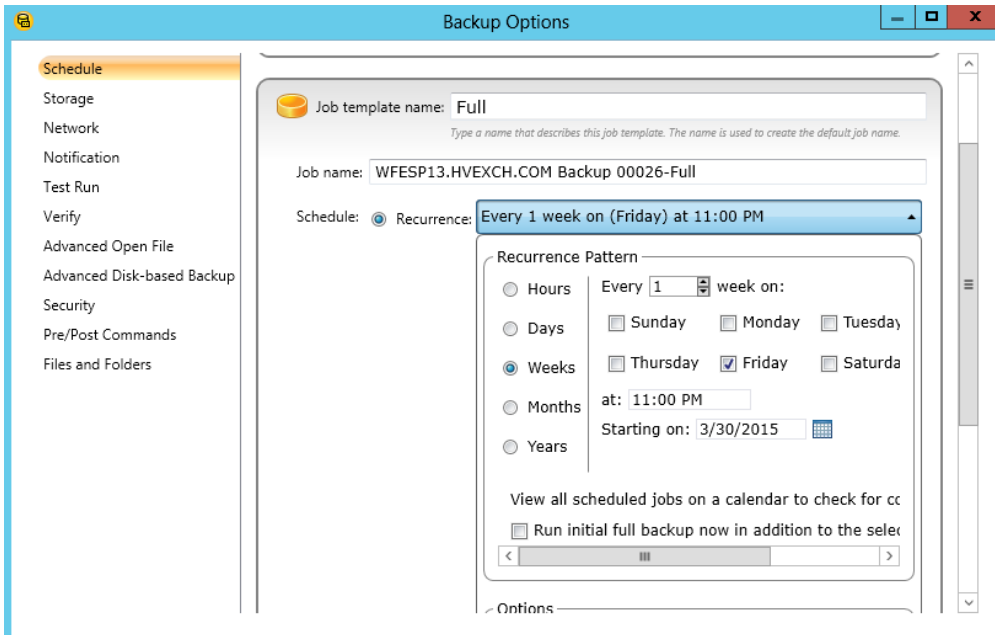 Backup Options
Schedule
Storage
Network
Notification
Test Run
Verify
Advanced Open File
Advanced Disk-based Backup
Security
Pre/Post Commands
Files and Folders
Job template name: Full
Type a name that describes this job template. The name is used to create the default job name.
Job name: WFESP13.HVEXCH.COM Backup 00026-Full
Schedule: Recurrence: Every 1 week on (Friday) at 11:00 PM
Recurrence Pattern
Hours
Days
Weeks
Months
Years
Every 1 week on:
Sunday Monday Tuesday
Thursday Friday Saturda
at: 11:00 PM
Starting on: 3/30/2015
View all scheduled jobs on a calendar to check for co
Run initial full backup now in addition to the selec
Options